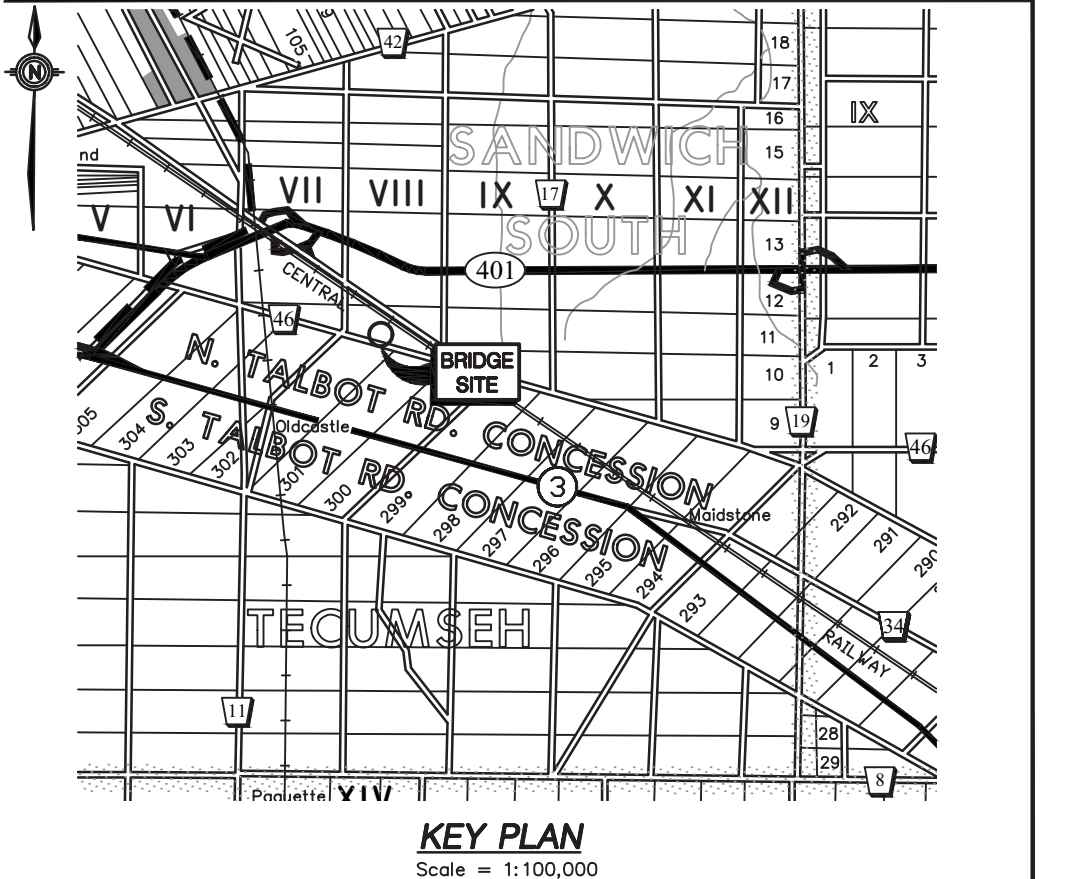 105
42
18
17
N
IX
16
SANDWICH
15
nd
VII
VIII
IX
17
X
XI
XII
V
VI
SOUTH
13
401
CENTRAL
12
46
11
N. TALBOT RD. CONCESSION
BRIDGE
SITE
10
1
2
3
9
19
46
S. TALBOT RD CONCESSION
Oldcastle
304
303
302
301
300
299
298
297
296
295
294
293
292
291
290
3
Maidstone
TECUMSEH
34
RAILWAY
11
28
29
8
Paquette
XIV
KEY PLAN
Scale = 1:100,000